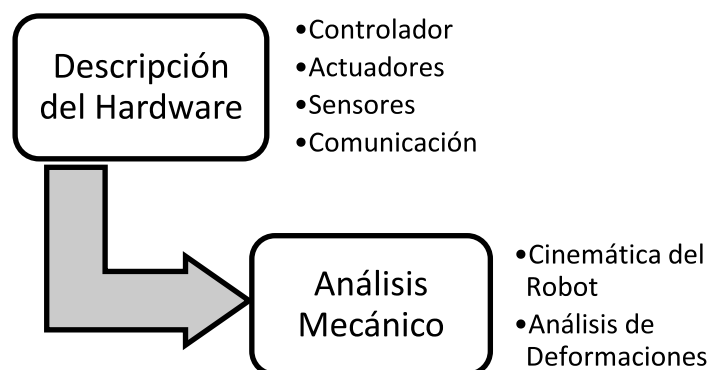 Descripción
del Hardware
•Controlador
•Actuadores
•Sensores
•Comunicación
Análisis
Mecánico
•Cinemática del
Robot
•Análisis de
Deformaciones